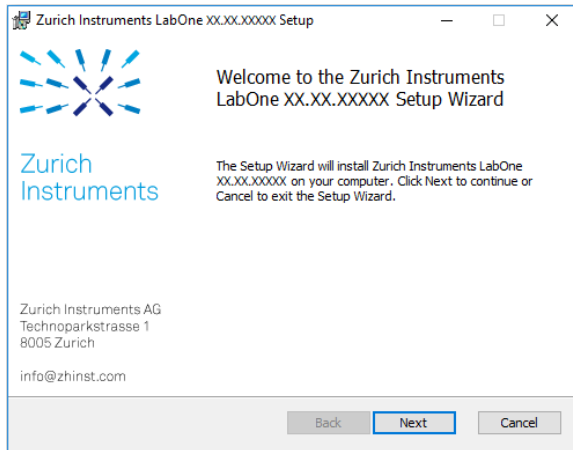 Zurich Instruments LabOne XX.XX.XXXXX Setup
Welcome to the Zurich Instruments
LabOne XX.XX.XXXXX Setup Wizard
Zurich
Instruments
The Setup Wizard will install Zurich Instruments LabOne
XX.XX.XXXXX on your computer. Click Next to continue or
Cancel to exit the Setup Wizard.
Zurich Instruments AG
Technoparkstrasse 1
8005 Zurich
info@zhinst.com
Back Next Cancel